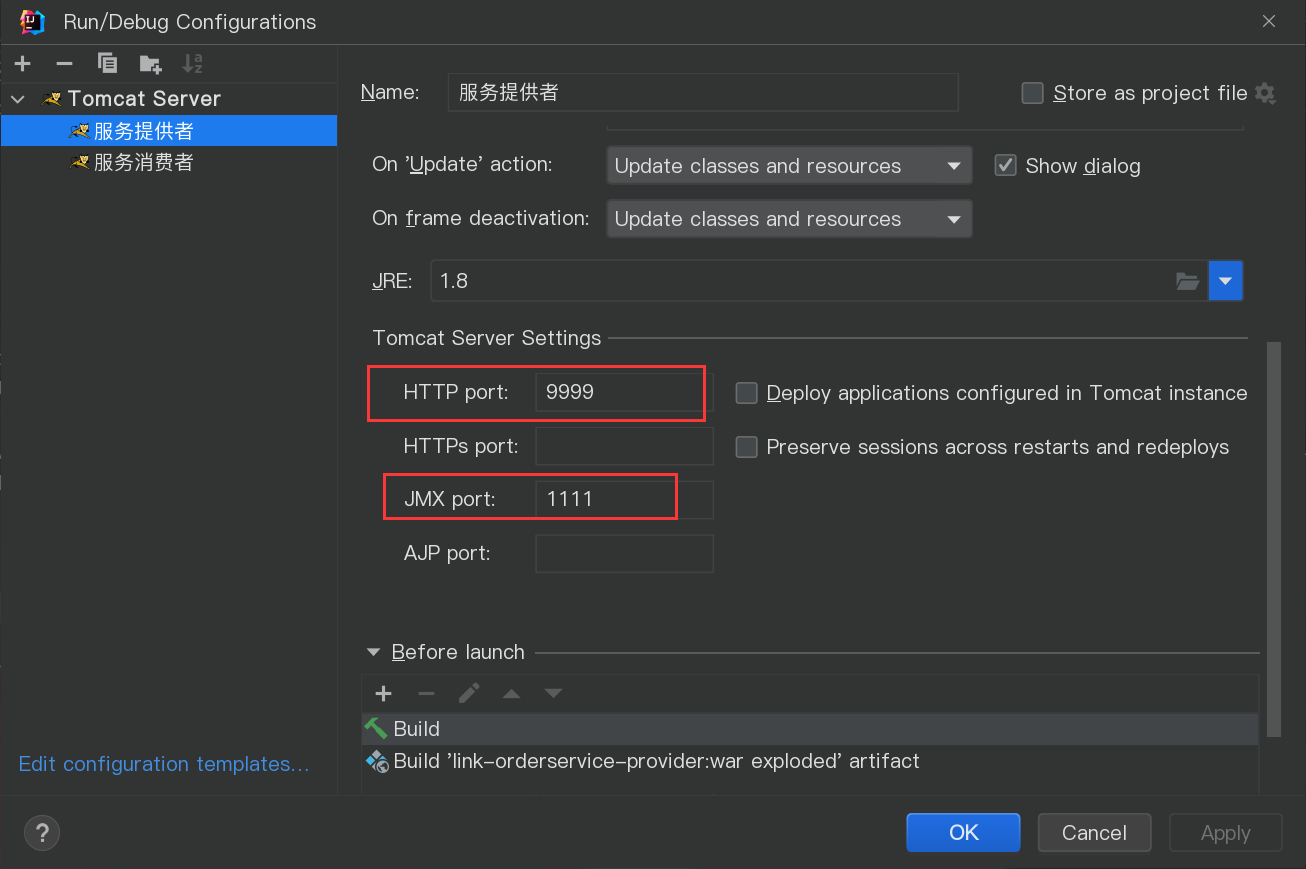 Run/Debug Configurations
Tomcat Server
服务提供者
服务消费者
Edit configuration templates...
Name: 服务提供者 Store as project file
On 'Update' action: Update classes and resources Show dialog
On frame deactivation: Update classes and resources
JRE: 1.8
Tomcat Server Settings
HTTP port: 9999 Deploy applications configured in Tomcat instance
HTTPs port: Preserve sessions across restarts and redeploys
JMX port: 1111
AJP port:
Before launch
Build
Build 'link-orderservice-provider:war exploded' artifact
? OK Cancel Apply